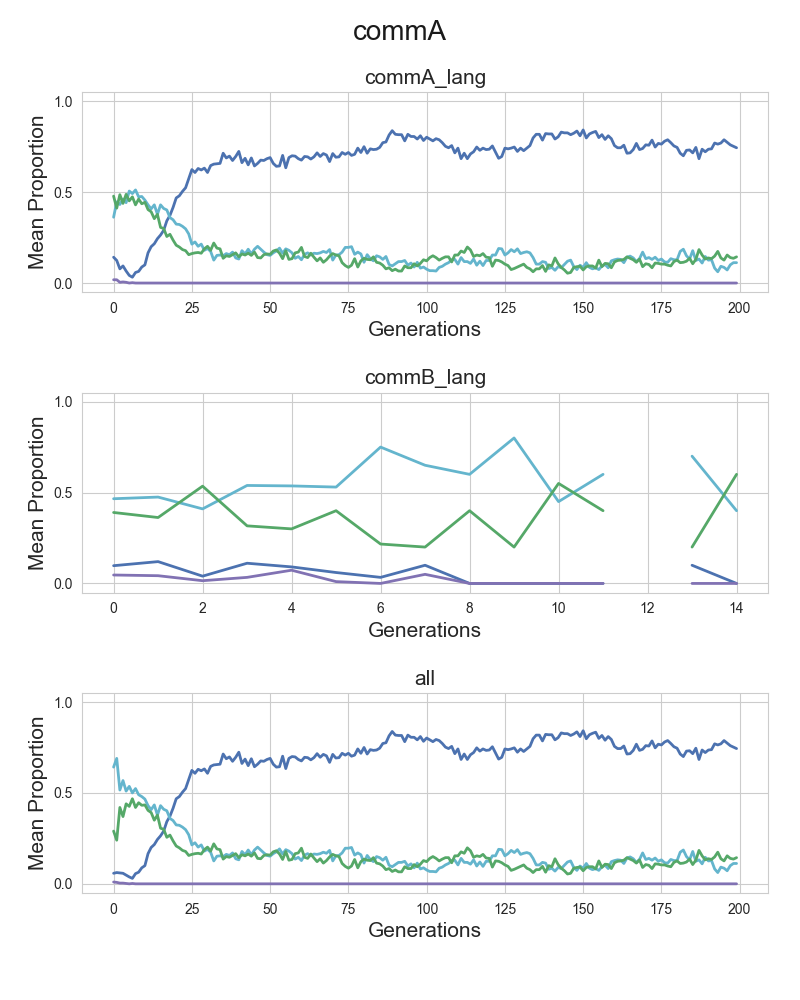 commA
commA_lang
Mean Proportion
1.0
0.5
0.0
0 25 50 75 100 125 150 175 200
Generations
commB_lang
Mean Proportion
1.0
0.5
0.0
0 2 4 6 8 10 12 14
Generations
all
Mean Proportion
1.0
0.5
0.0
0 25 50 75 100 125 150 175 200
Generations